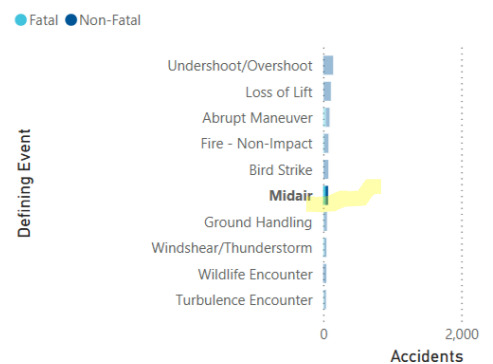 Fatal Non-Fatal
Undershoot/Overshoot
Loss of Lift
Abrupt Maneuver
Fire - Non-Impact
Bird Strike
Midair
Ground Handling
Windshear/Thunderstorm
Wildlife Encounter
Turbulence Encounter
Defining Event
0 2,000
Accidents